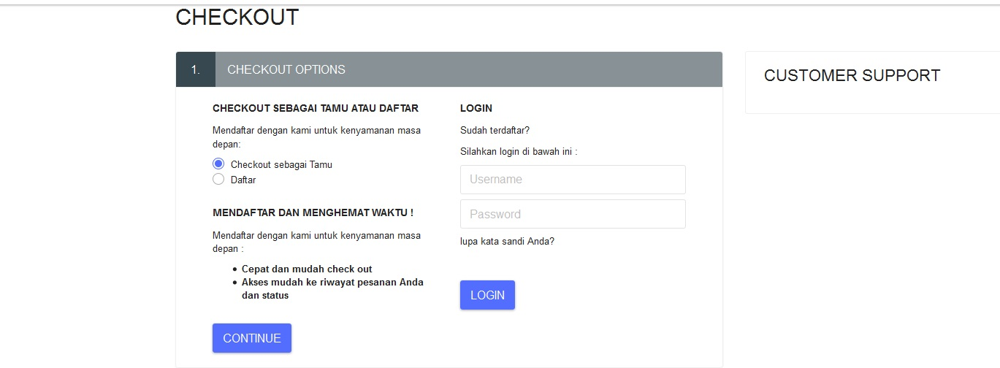 CHECKOUT
1. CHECKOUT OPTIONS
CHECKOUT SEBAGAI TAMU ATAU DAFTAR
Mendaftar dengan kami untuk kenyamanan masa
depan:
Checkout sebagai Tamu
Daftar
MENDAFTAR DAN MENGHEMAT WAKTU !
Mendaftar dengan kami untuk kenyamanan masa
depan :
• Cepat dan mudah check out
• Akses mudah ke riwayat pesanan Anda
dan status
CONTINUE
LOGIN
Sudah terdaftar?
Silahkan login di bawah ini :
Username
Password
lupa kata sandi Anda?
LOGIN
CUSTOMER SUPPORT